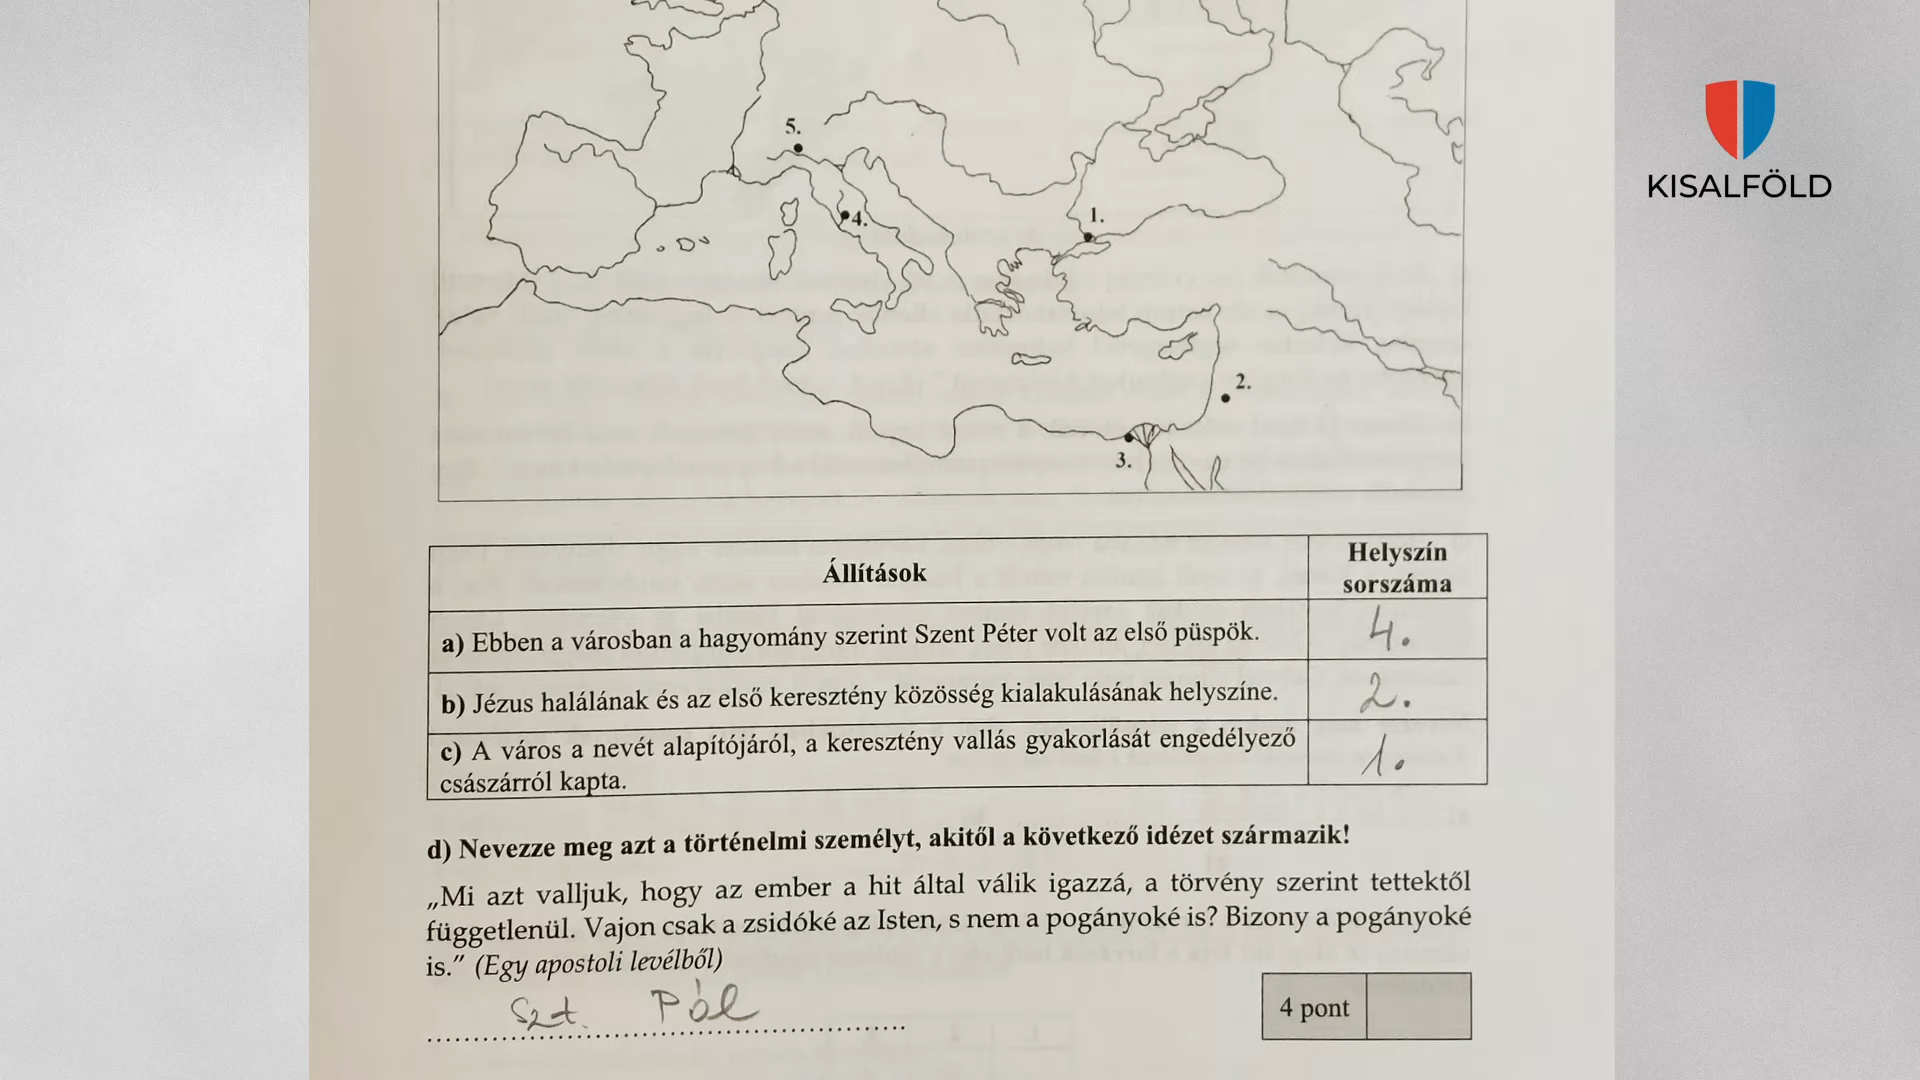 KISALFÖLD
5.
4.
1.
2.
3.
Állítások
Helyszín
sorszáma
a) Ebben a városban a hagyomány szerint Szent Péter volt az első püspök.
4.
b) Jézus halálának és az első keresztény közösség kialakulásának helyszíne.
2.
c) A város a nevét alapítójáról, a keresztény vallás gyakorlását engedélyező
császárról kapta.
1.
d) Nevezze meg azt a történelmi személyt, akitől a következő idézet származik!
„Mi azt valljuk, hogy az ember a hit által válik igazzá, a törvény szerint tettektől
függetlenül. Vajon csak a zsidóké az Isten, s nem a pogányoké is? Bizony a pogányoké
is.” (Egy apostoli levélből)
Szt. Pál
4 pont